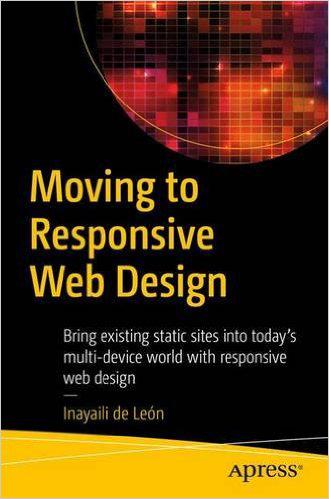 Moving to
Responsive
Web Design
Bring existing static sites into today's
multi-device world with responsive
web design
—
Inayaili de León
Apress®